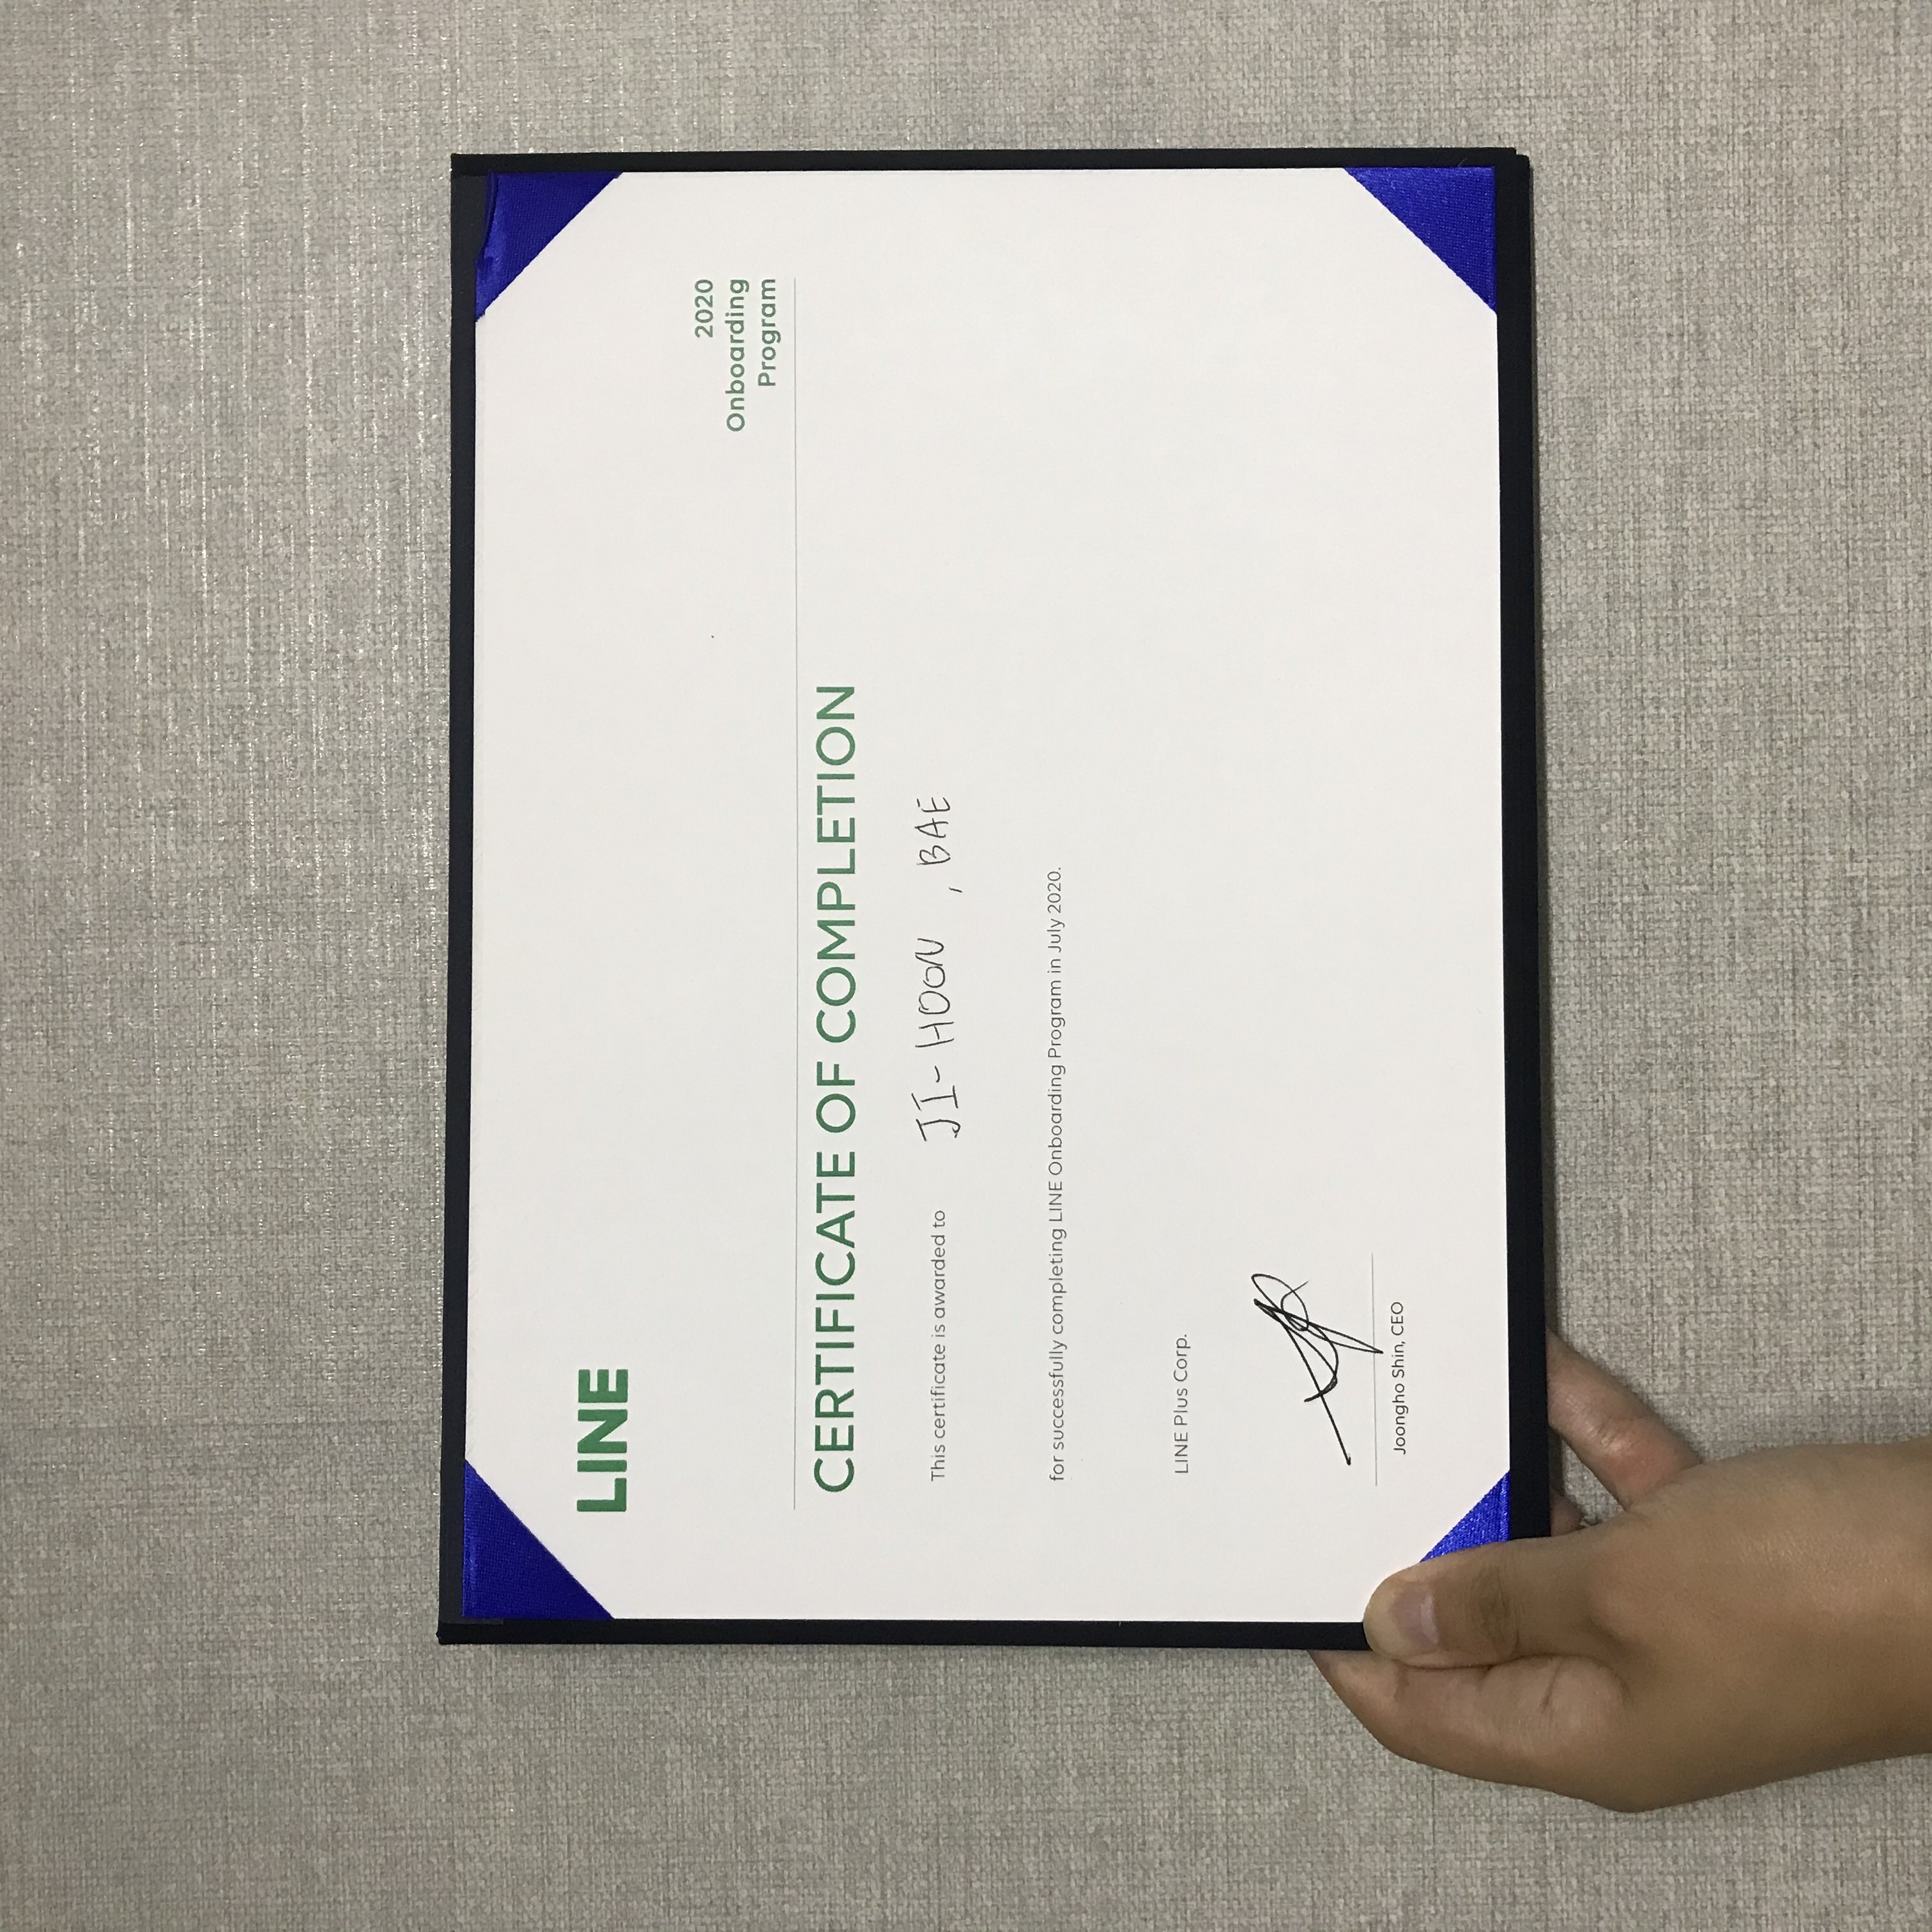 LINE
2020
Onboarding
Program
CERTIFICATE OF COMPLETION
This certificate is awarded to JI-HOON , BAE
for successfully completing LINE Onboarding Program in July 2020.
LINE Plus Corp.
Joongho Shin, CEO